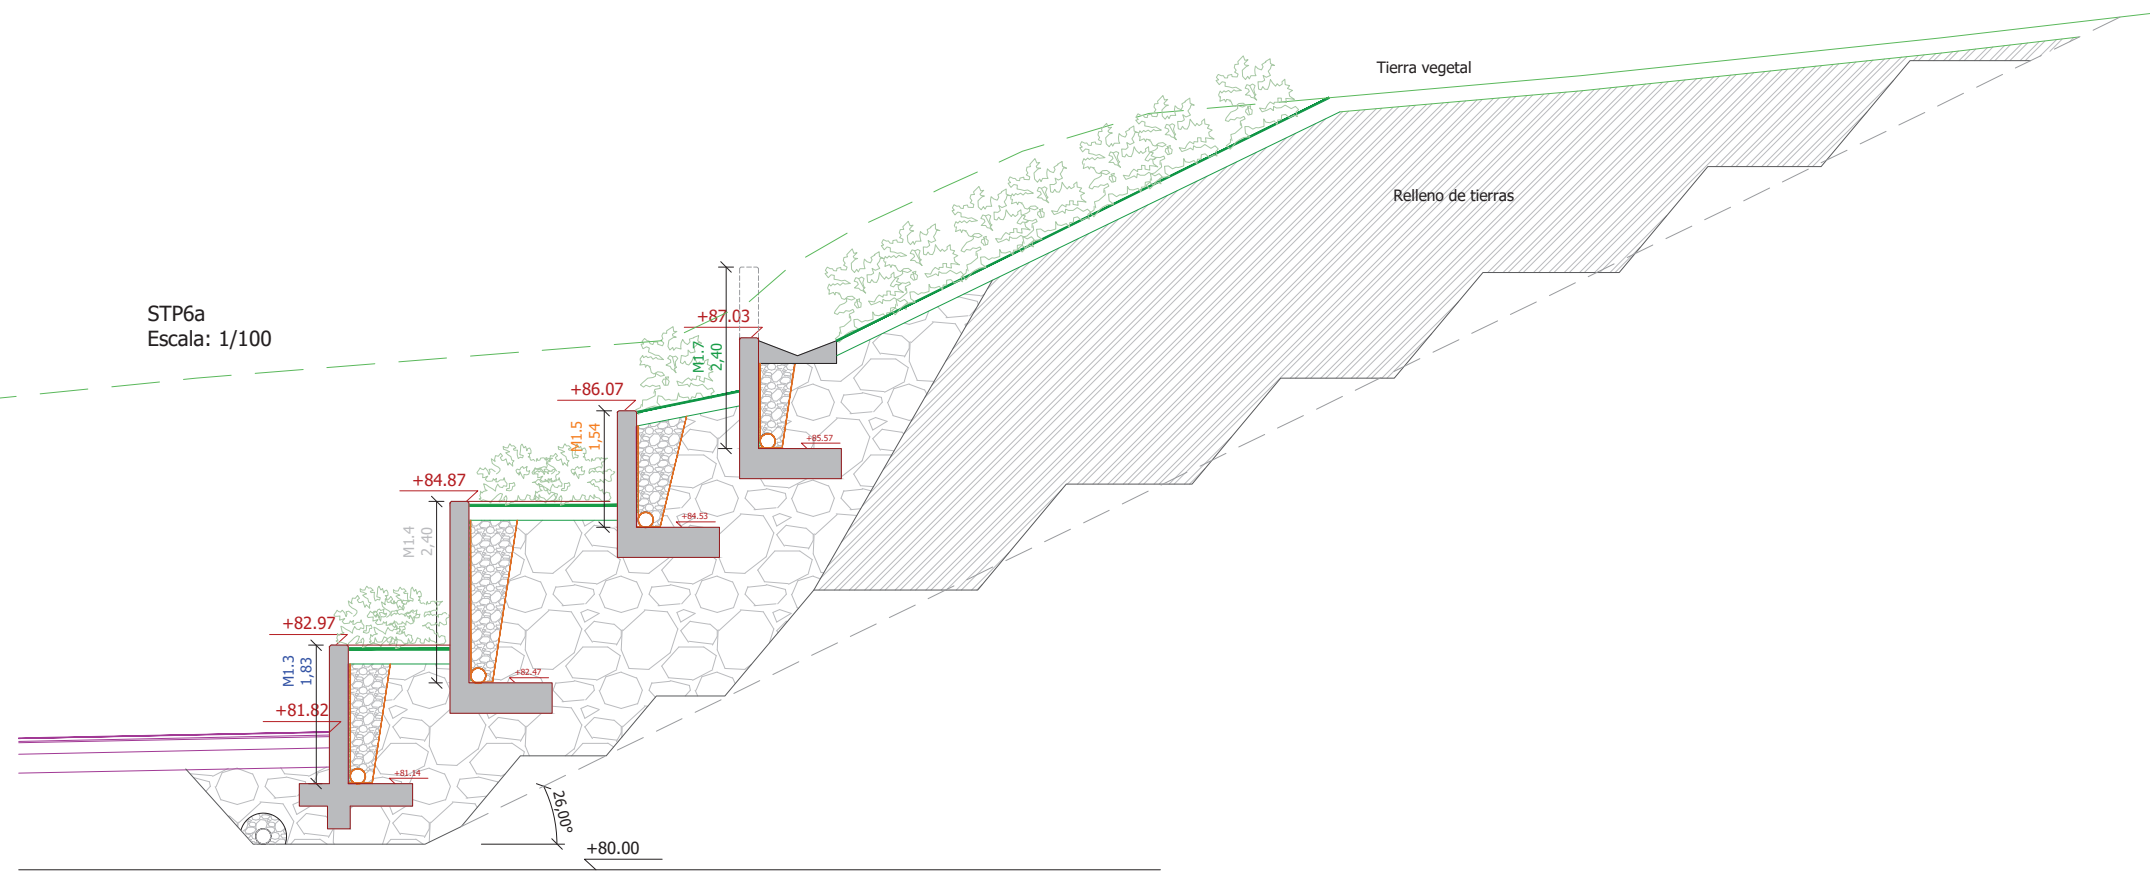 Tierra vegetal
Relleno de tierras
STP6a
Escala: 1/100
+87.03
M1.7
2,40
+86.07
M1.5
1,54
+85.57
+84.87
M1.4
2,40
+84.53
+82.97
M1.3
1,83
+82.47
+81.82
+81.14
26,00°
+80.00